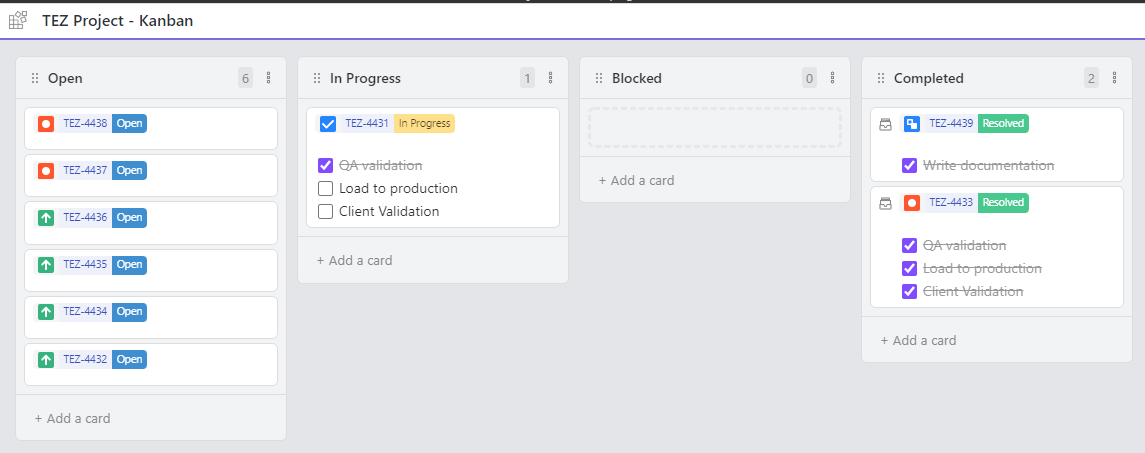 TEZ Project - Kanban
Open 6
TEZ-4438 Open
TEZ-4437 Open
TEZ-4436 Open
TEZ-4435 Open
TEZ-4434 Open
TEZ-4432 Open
+ Add a card
In Progress 1
TEZ-4431 In Progress
QA validation
Load to production
Client Validation
+ Add a card
Blocked 0
+ Add a card
Completed 2
TEZ-4439 Resolved
Write documentation
TEZ-4433 Resolved
QA validation
Load to production
Client Validation
+ Add a card